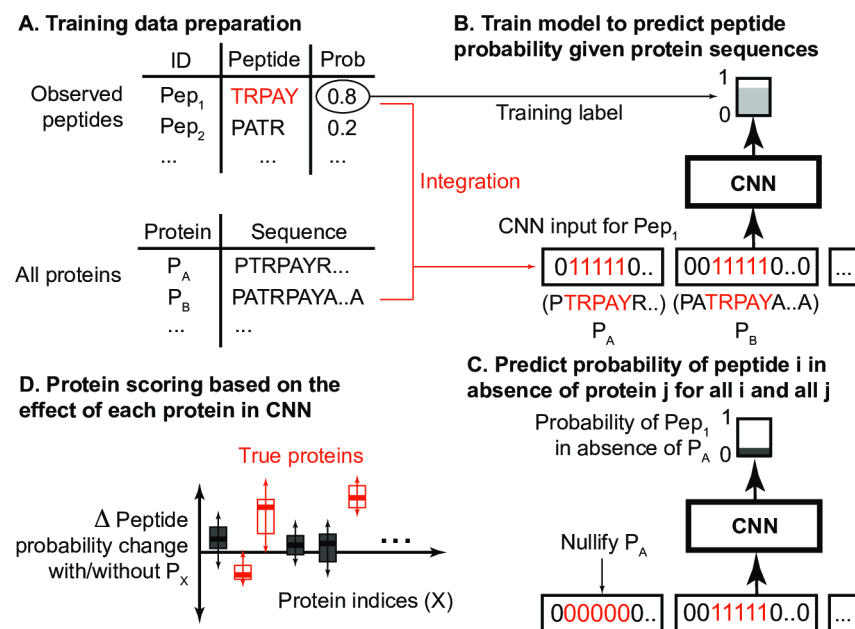 A. Training data preparation
ID Peptide Prob
Observed peptides
Pep1 TRPAY 0.8
Pep2 PATR 0.2
... ... ...
Integration
Protein Sequence
All proteins
PA PTRPAYR...
PB PATRPAYA..A
... ...
B. Train model to predict peptide
probability given protein sequences
1
0
Training label
CNN
CNN input for Pep1
0111110.. 00111110..0 ...
(PTRPAYR..) (PATRPAYA..A)
PA PB
C. Predict probability of peptide i in
absence of protein j for all i and all j
Probability of Pep1
in absence of PA
1
0
CNN
Nullify PA
0000000.. 00111110..0 ...
D. Protein scoring based on the
effect of each protein in CNN
True proteins
Δ Peptide
probability change
with/without PX
...
Protein indices (X)